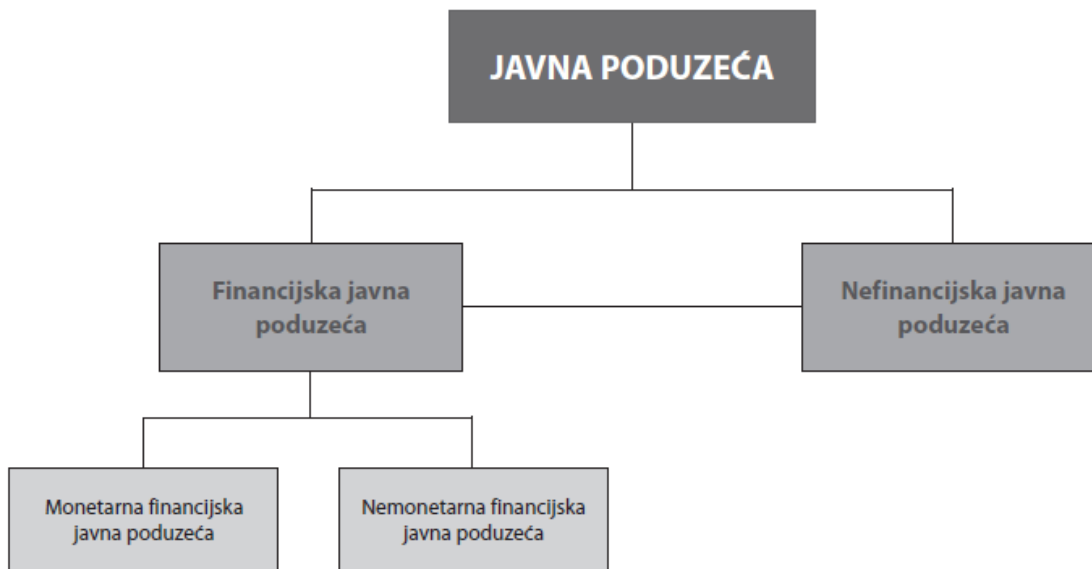 JAVNA PODUZEĆA
Financijska javna
poduzeća
Nefinancijska javna
poduzeća
Monetarna financijska
javna poduzeća
Nemonetarna financijska
javna poduzeća